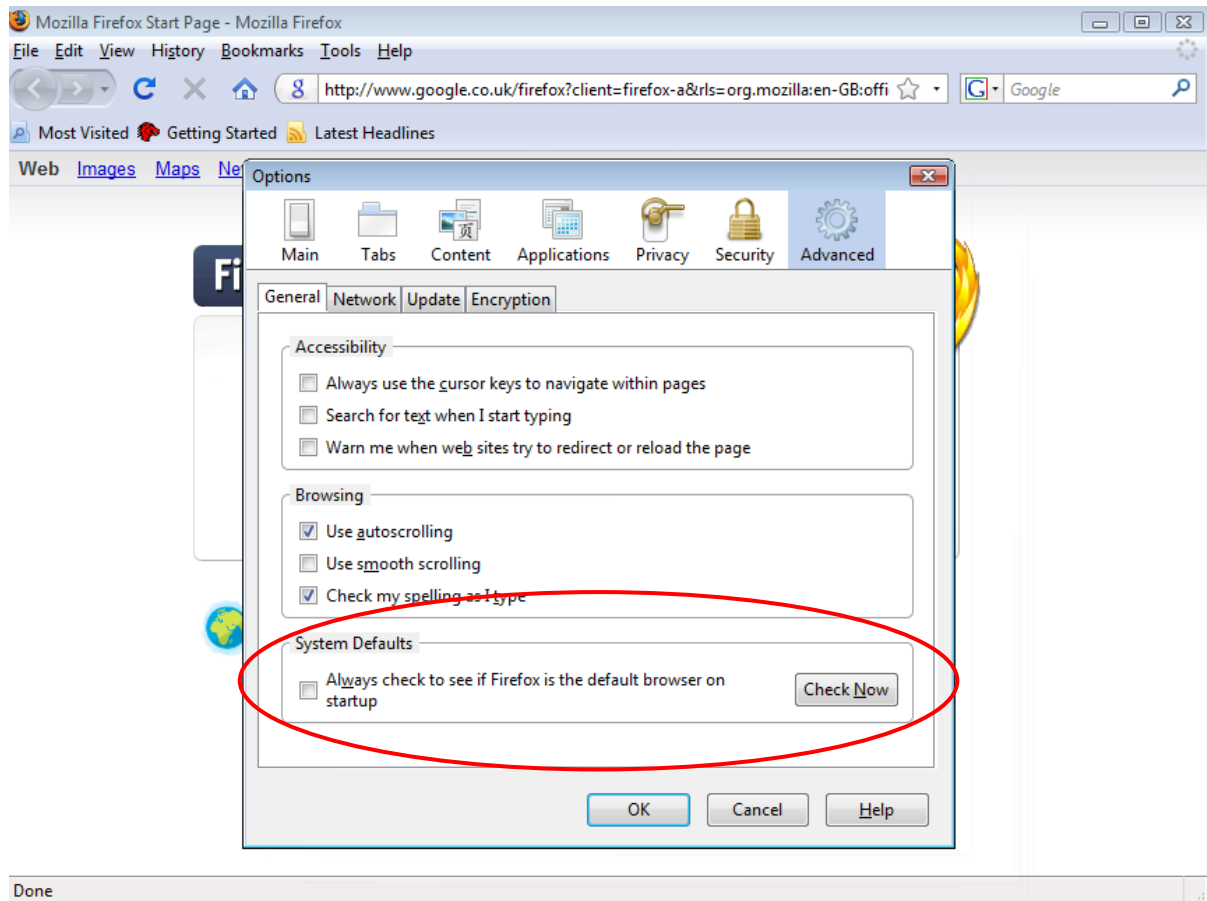 Mozilla Firefox Start Page - Mozilla Firefox
File Edit View History Bookmarks Tools Help
8 http://www.google.co.uk/firefox?client=firefox-a&rls=org.mozilla:en-GB:offi G Google
Most Visited Getting Started Latest Headlines
Web Images Maps Ne
Options
页
Main Tabs Content Applications Privacy Security Advanced
Fi
General Network Update Encryption
Accessibility
Always use the cursor keys to navigate within pages
Search for text when I start typing
Warn me when web sites try to redirect or reload the page
Browsing
Use autoscrolling
Use smooth scrolling
Check my spelling as I type
System Defaults
Always check to see if Firefox is the default browser on
startup
Check Now
OK Cancel Help
Done